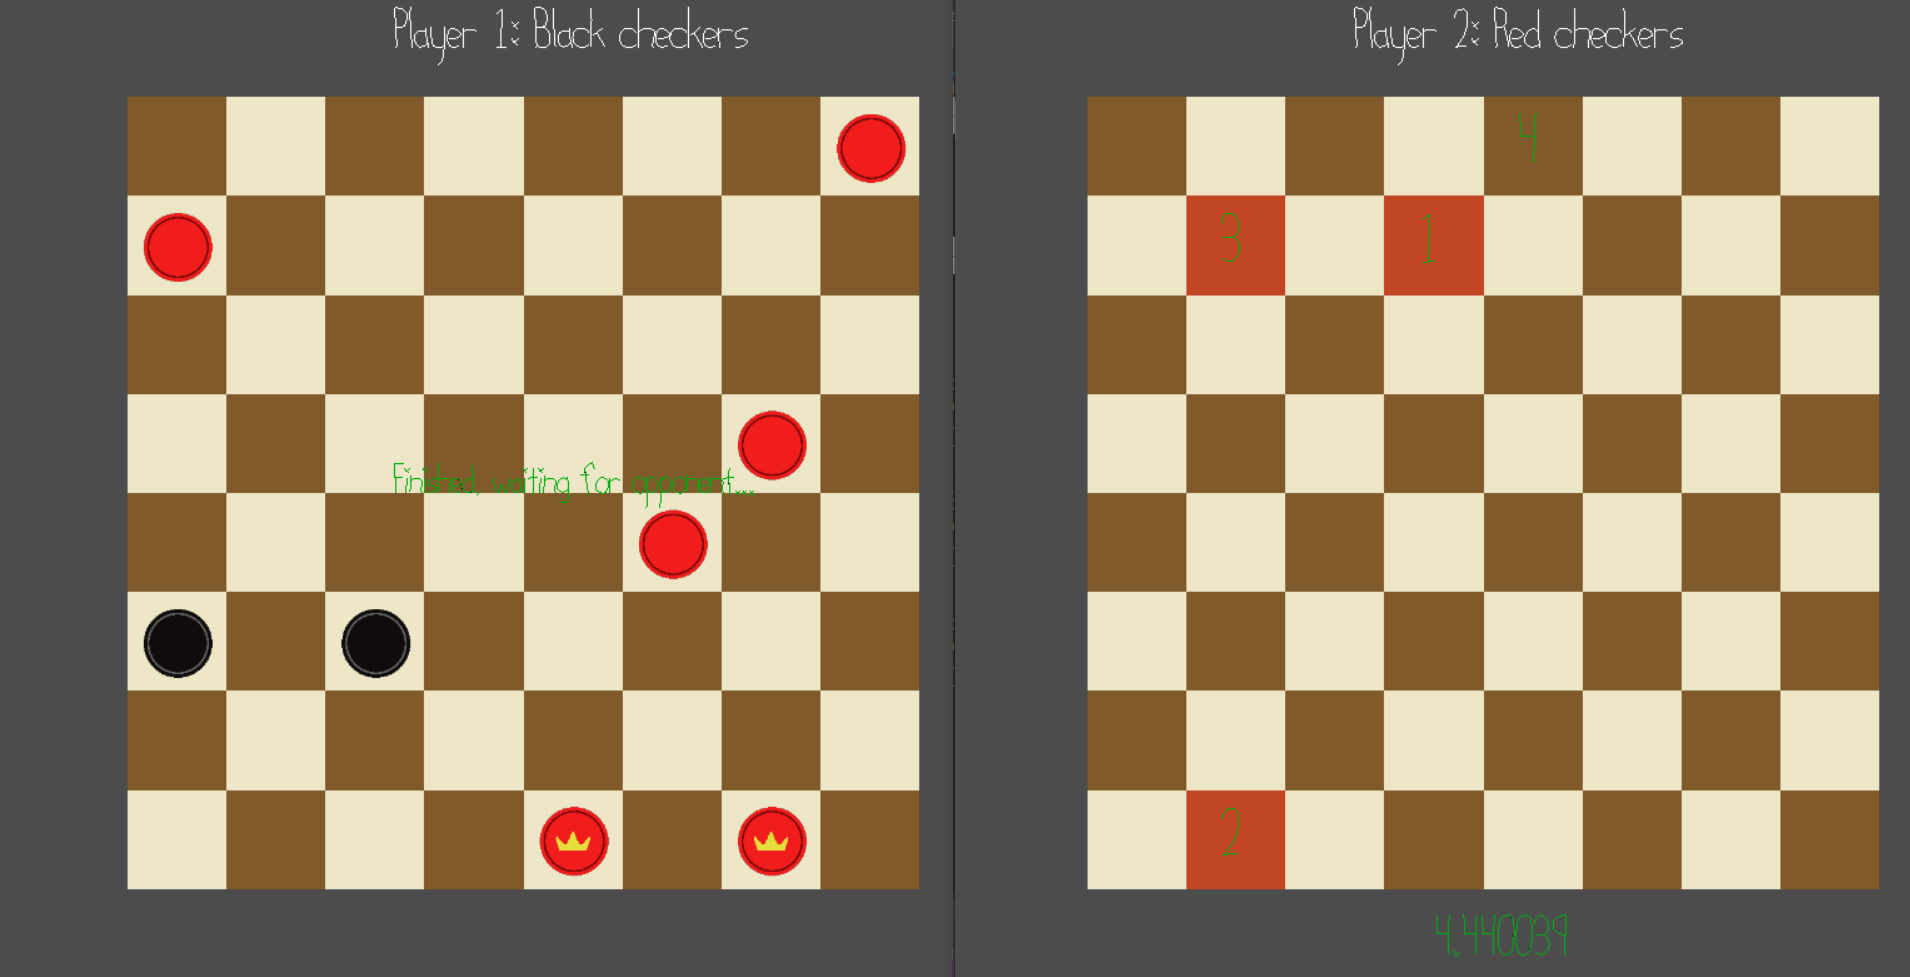 Player 1: Black checkers
Finished, waiting for opponent...
Player 2: Red checkers
4
3 1
2
4.440039